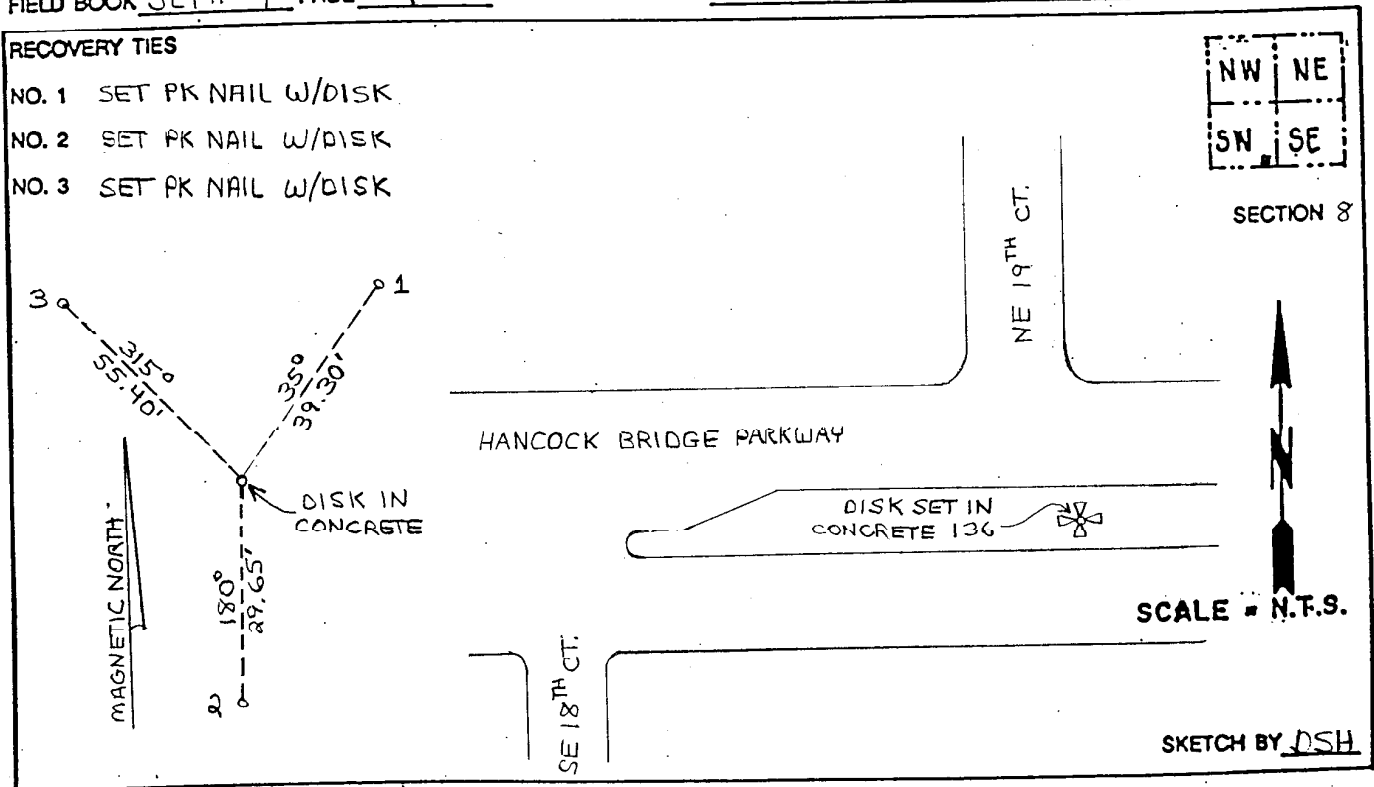 FIELD BOOK
RECOVERY TIES
NO. 1 SET PK NAIL W/DISK
NO. 2 SET PK NAIL W/DISK
NO. 3 SET PK NAIL W/DISK
NW NE
SN SE
SECTION 8
NE 19TH CT.
3
1
315°
55.40'
35°
39.30'
HANCOCK BRIDGE PARKWAY
DISK IN
CONCRETE
DISK SET IN
CONCRETE 136
N
MAGNETIC NORTH
180°
29.65'
2
SCALE = N.T.S.
SE 18TH CT.
SKETCH BY DSH